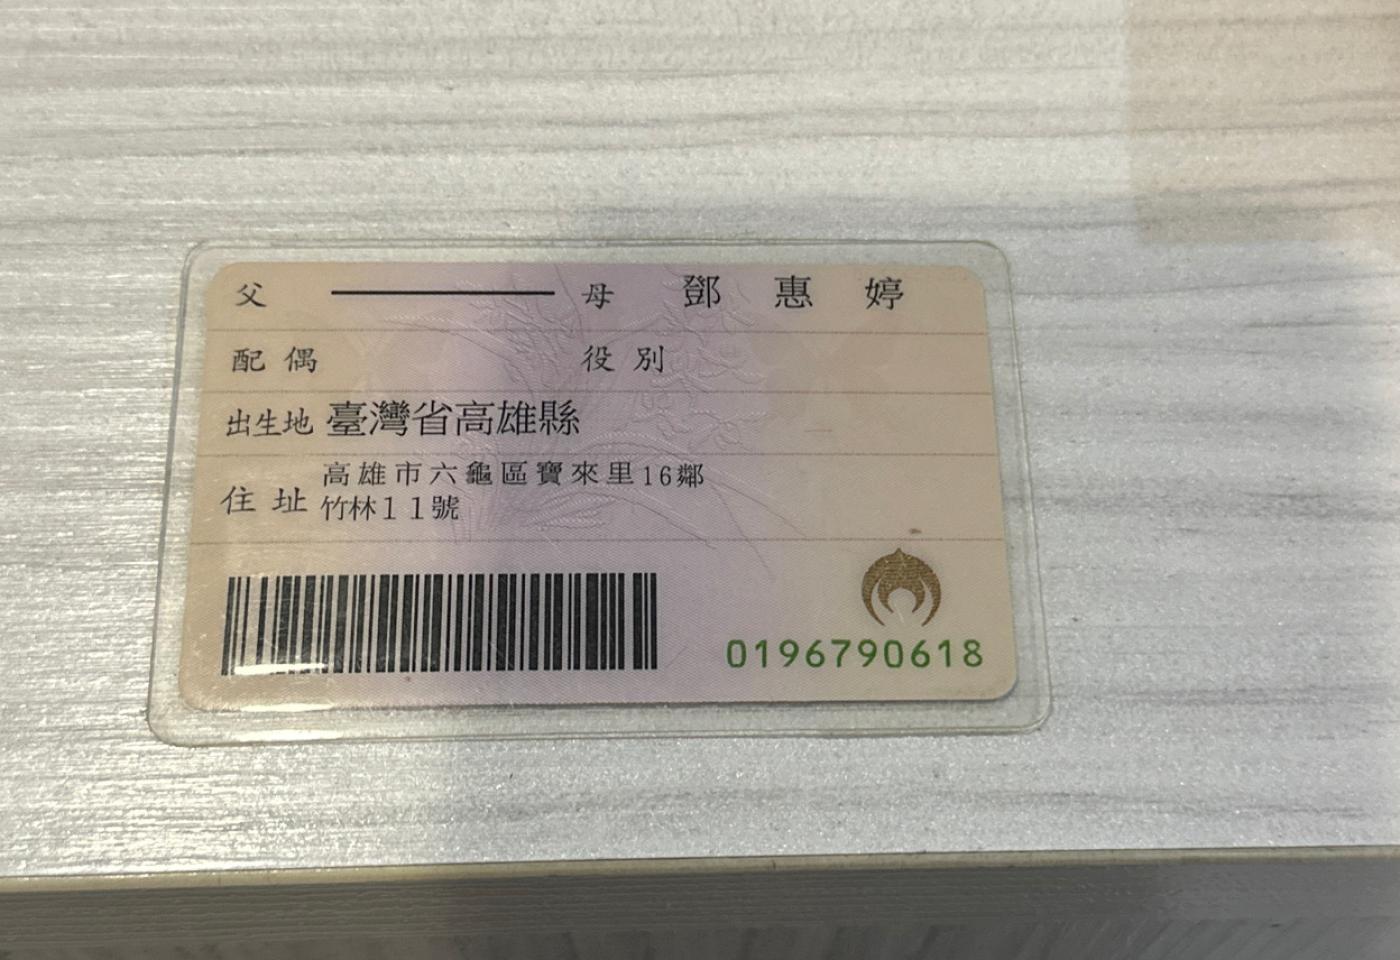 父 母 鄧惠婷
配偶 役別
出生地 臺灣省高雄縣
住址 高雄市六龜區寶來里16鄰
竹林11號
0196790618